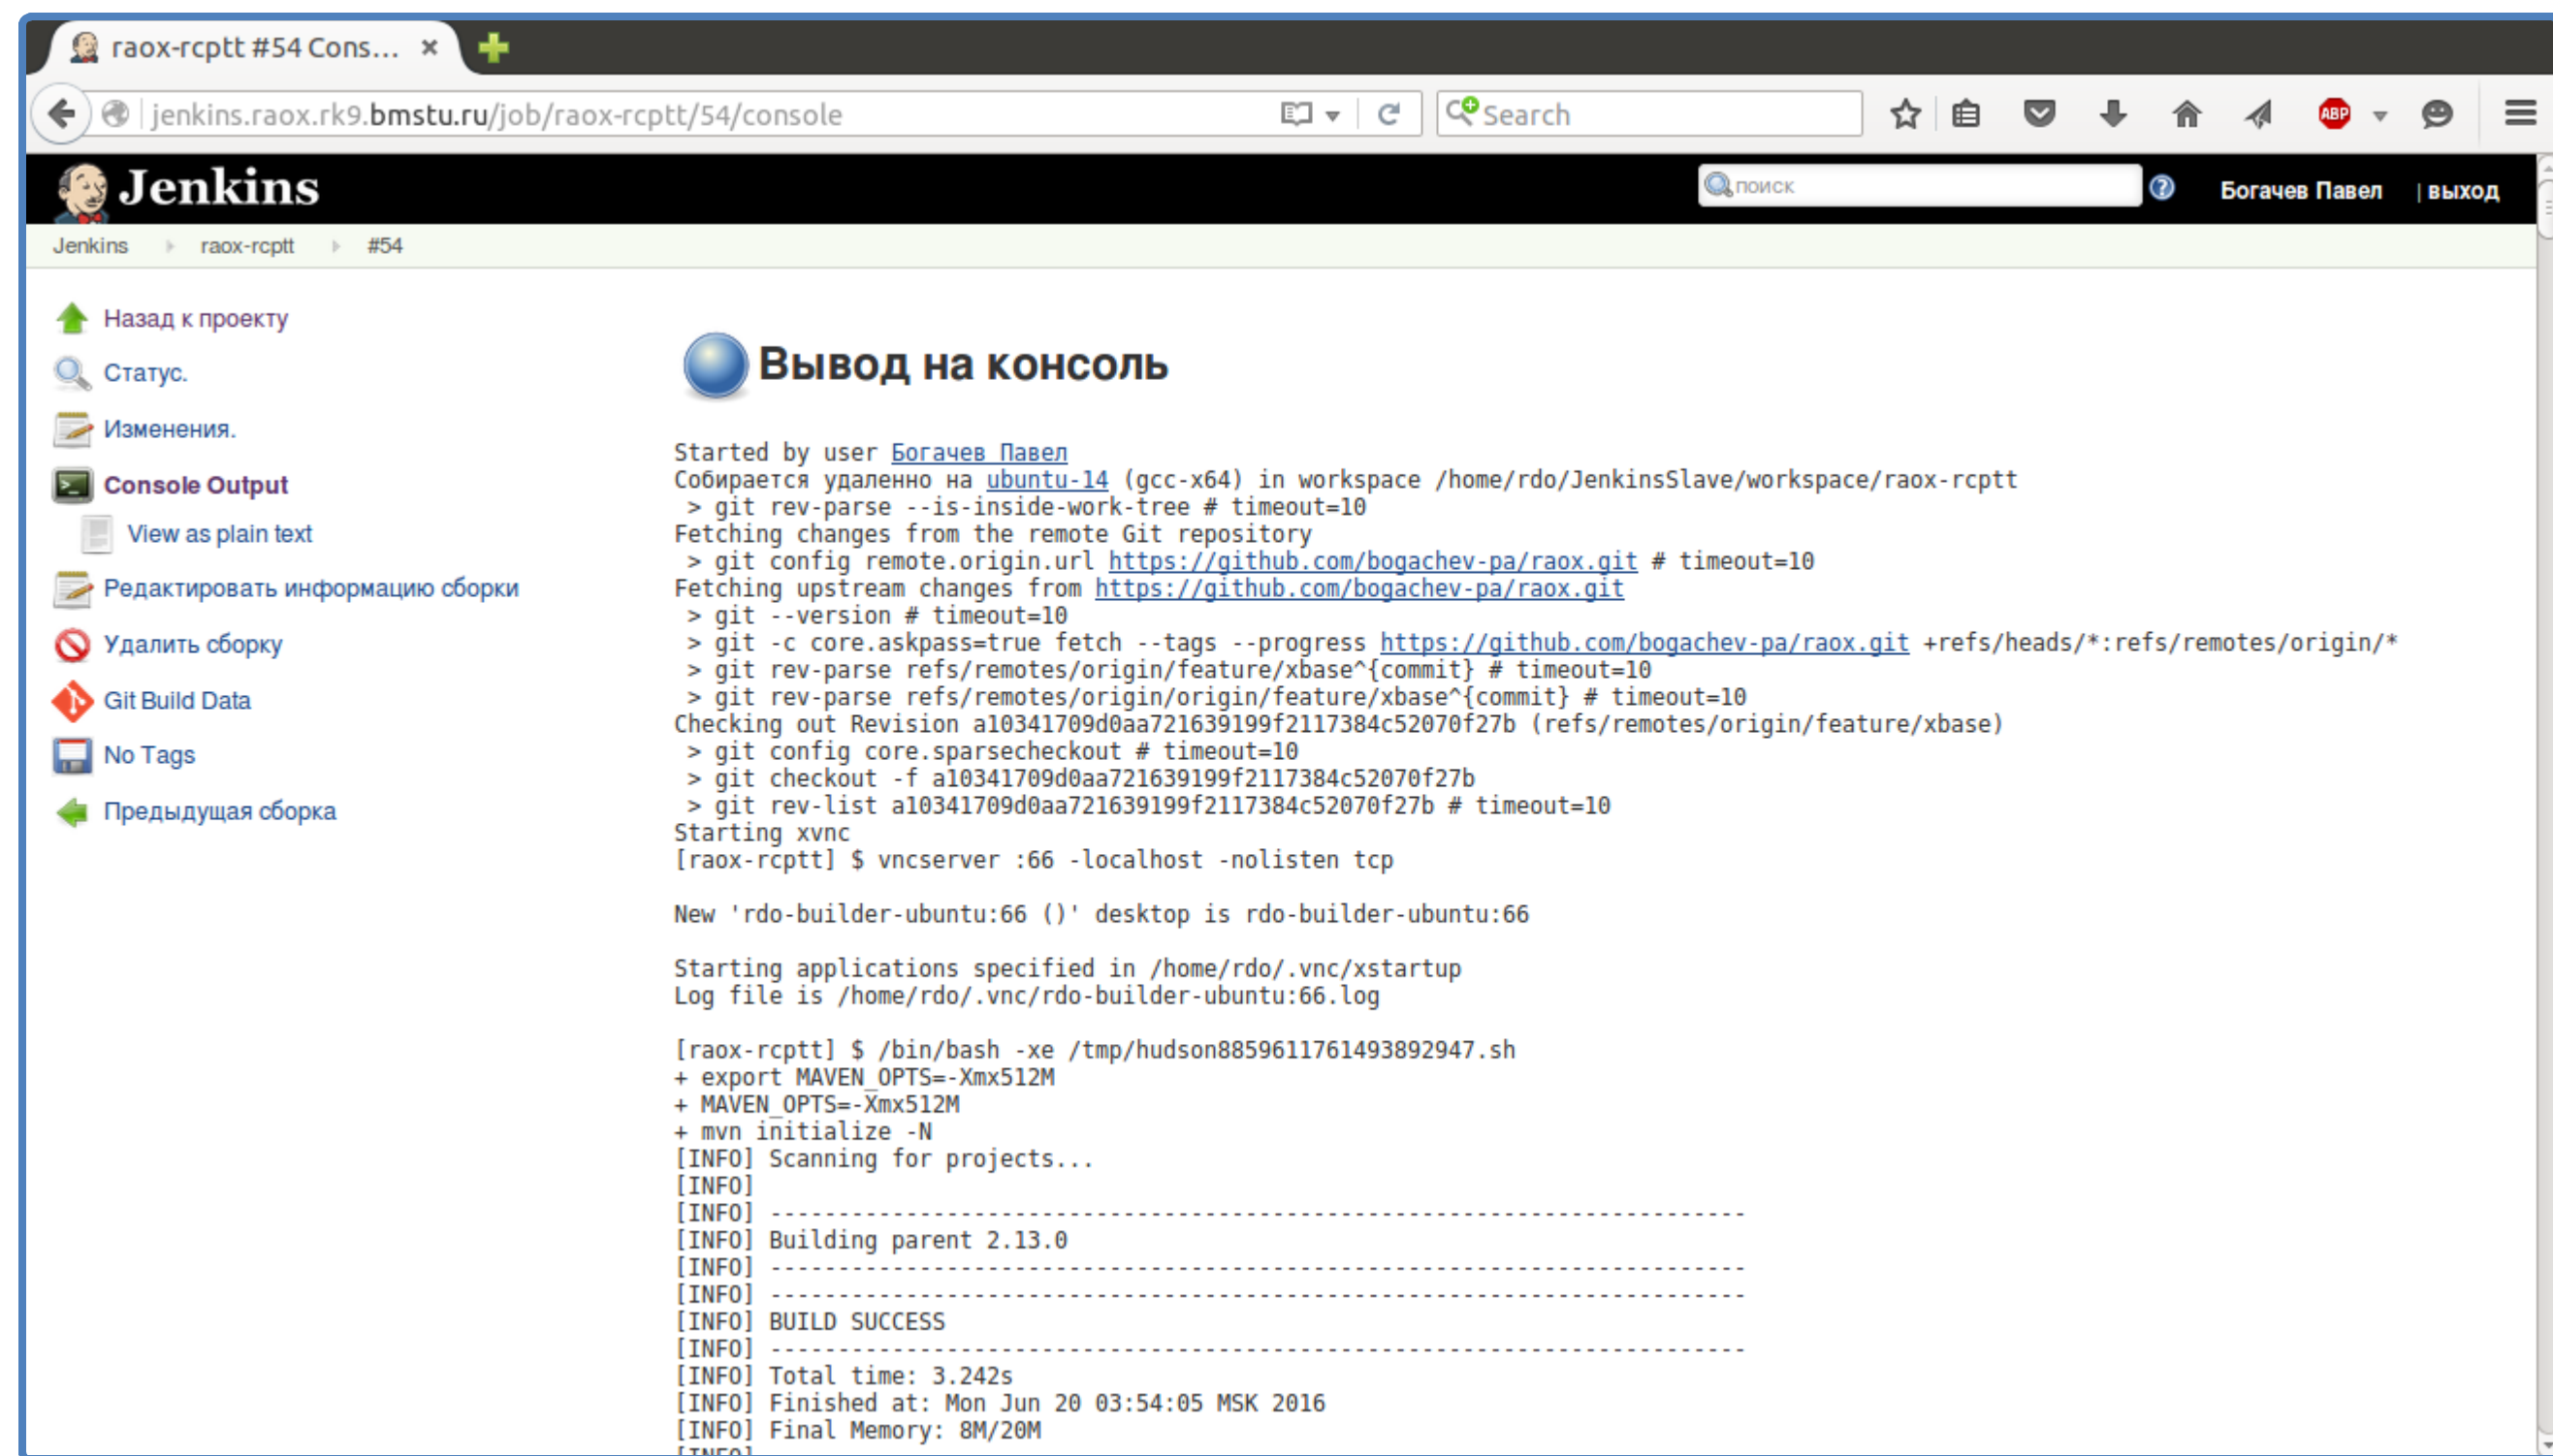 raox-rcptt #54 Cons...
jenkins.raox.rk9.bmstu.ru/job/raox-rcptt/54/console
Search
ABP
Jenkins
поиск
Богачев Павел | выход
Jenkins raox-rcptt #54
Назад к проекту
Статус.
Изменения.
Console Output
View as plain text
Редактировать информацию сборки
Удалить сборку
Git Build Data
No Tags
Предыдущая сборка
Вывод на консоль
Started by user Богачев Павел
Собирается удаленно на ubuntu-14 (gcc-x64) in workspace /home/rdo/JenkinsSlave/workspace/raox-rcptt
> git rev-parse --is-inside-work-tree # timeout=10
Fetching changes from the remote Git repository
> git config remote.origin.url https://github.com/bogachev-pa/raox.git # timeout=10
Fetching upstream changes from https://github.com/bogachev-pa/raox.git
> git --version # timeout=10
> git -c core.askpass=true fetch --tags --progress https://github.com/bogachev-pa/raox.git +refs/heads/*:refs/remotes/origin/*
> git rev-parse refs/remotes/origin/feature/xbase^{commit} # timeout=10
> git rev-parse refs/remotes/origin/origin/feature/xbase^{commit} # timeout=10
Checking out Revision a10341709d0aa721639199f2117384c52070f27b (refs/remotes/origin/feature/xbase)
> git config core.sparsecheckout # timeout=10
> git checkout -f a10341709d0aa721639199f2117384c52070f27b
> git rev-list a10341709d0aa721639199f2117384c52070f27b # timeout=10
Starting xvnc
[raox-rcptt] $ vncserver :66 -localhost -nolisten tcp
New 'rdo-builder-ubuntu:66 ()' desktop is rdo-builder-ubuntu:66
Starting applications specified in /home/rdo/.vnc/xstartup
Log file is /home/rdo/.vnc/rdo-builder-ubuntu:66.log
[raox-rcptt] $ /bin/bash -xe /tmp/hudson8859611761493892947.sh
+ export MAVEN_OPTS=-Xmx512M
+ MAVEN_OPTS=-Xmx512M
+ mvn initialize -N
[INFO] Scanning for projects...
[INFO]
[INFO] ------------------------------------------------------------------------
[INFO] Building parent 2.13.0
[INFO] ------------------------------------------------------------------------
[INFO] ------------------------------------------------------------------------
[INFO] BUILD SUCCESS
[INFO] ------------------------------------------------------------------------
[INFO] Total time: 3.242s
[INFO] Finished at: Mon Jun 20 03:54:05 MSK 2016
[INFO] Final Memory: 8M/20M
[INFO]